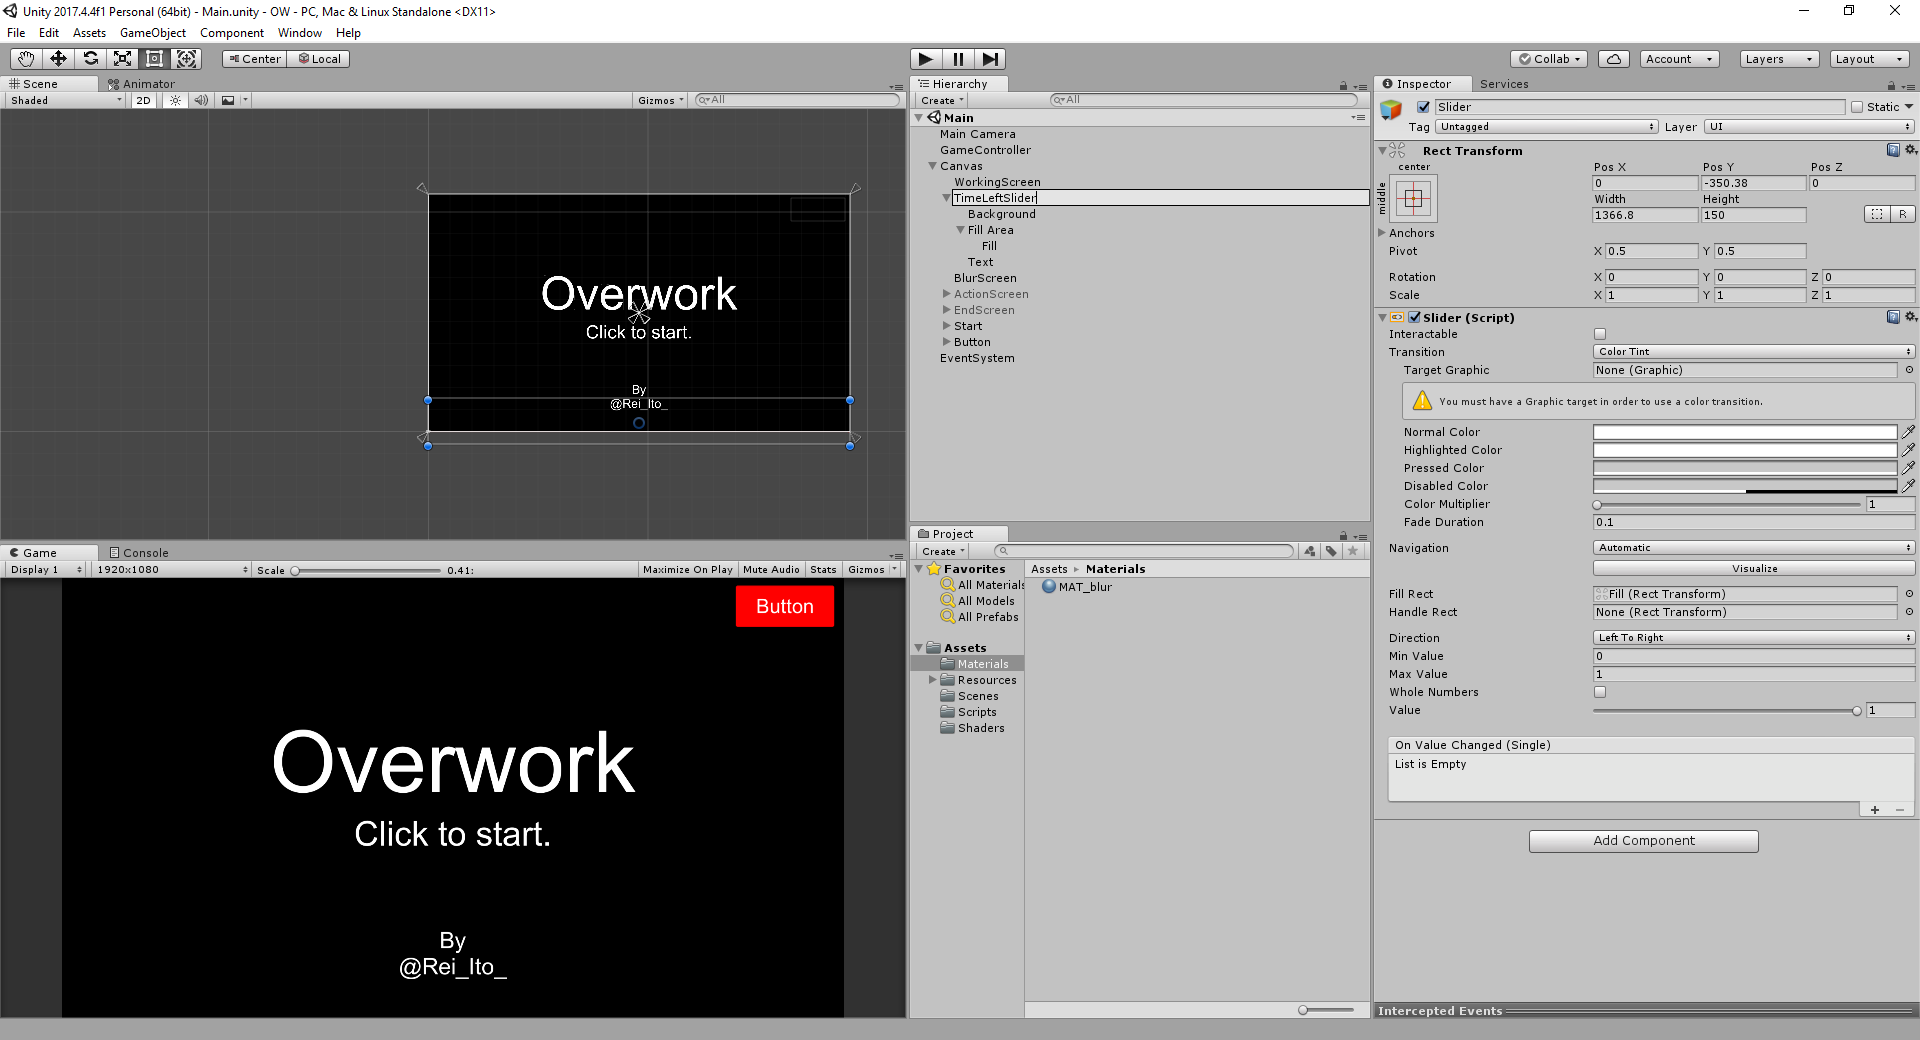 Unity 2017.4.4f1 Personal (64bit) - Main.unity - OW - PC, Mac & Linux Standalone <DX11>
File Edit Assets GameObject Component Window Help
Center Local
Collab Account Layers Layout
Scene Animator
Shaded 2D Gizmos All
Overwork
Click to start.
By
@Rei_Ito_
Game Console
Display 1 1920x1080 Scale 0.41: Maximize On Play Mute Audio Stats Gizmos
Button
Overwork
Click to start.
By
@Rei_Ito_
Hierarchy
Create All
Main
Main Camera
GameController
Canvas
WorkingScreen
TimeLeftSlider
Background
Fill Area
Fill
Text
BlurScreen
ActionScreen
EndScreen
Start
Button
EventSystem
Project
Create
Favorites
All Materials
All Models
All Prefabs
Assets
Materials
Resources
Scenes
Scripts
Shaders
Assets Materials
MAT_blur
Inspector Services
Slider Static
Tag Untagged Layer UI
Rect Transform
center
middle
Pos X Pos Y Pos Z
0 -350.38 0
Width Height
1366.8 150
R
Anchors
Pivot X 0.5 Y 0.5
Rotation X 0 Y 0 Z 0
Scale X 1 Y 1 Z 1
Slider (Script)
Interactable
Transition Color Tint
Target Graphic None (Graphic)
You must have a Graphic target in order to use a color transition.
Normal Color
Highlighted Color
Pressed Color
Disabled Color
Color Multiplier 1
Fade Duration 0.1
Navigation Automatic
Visualize
Fill Rect Fill (Rect Transform)
Handle Rect None (Rect Transform)
Direction Left To Right
Min Value 0
Max Value 1
Whole Numbers
Value 1
On Value Changed (Single)
List is Empty
+ −
Add Component
Intercepted Events